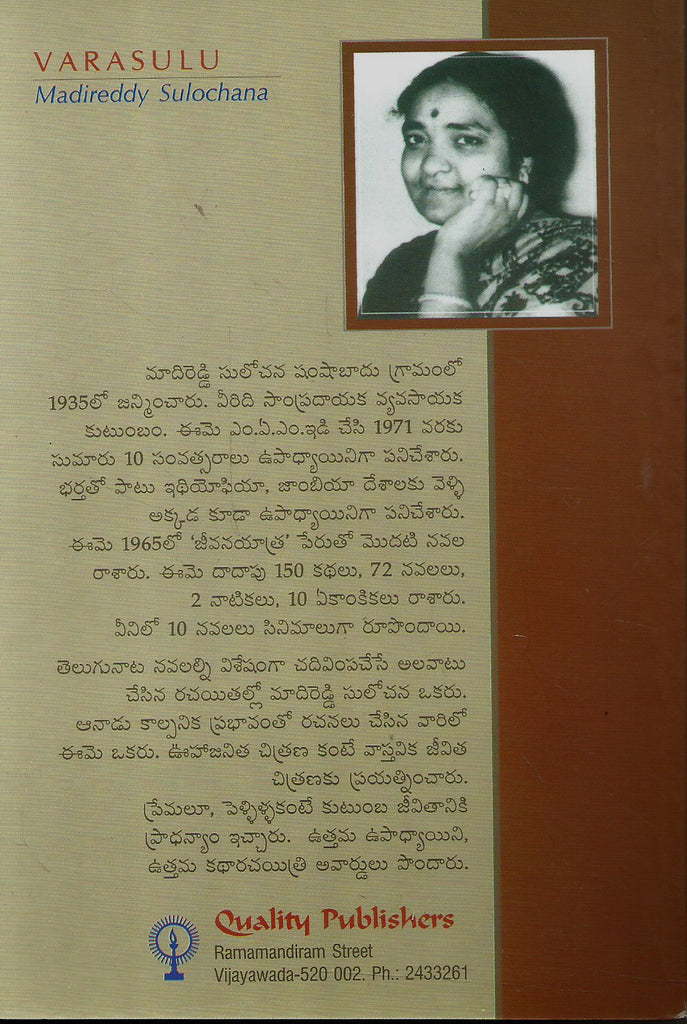 VARASULU
Madireddy Sulochana
మాదిరెడ్డి సులోచన షంషాబాదు గ్రామంలో
1935లో జన్మించారు. వీరిది సాంప్రదాయక వ్యవసాయక
కుటుంబం. ఈమె ఎం.ఏ.ఎం.ఇడి చేసి 1971 వరకు
సుమారు 10 సంవత్సరాలు ఉపాధ్యాయినిగా పనిచేశారు.
భర్తతో పాటు ఇథియోఫియా, జాంబియా దేశాలకు వెళ్ళి
అక్కడ కూడా ఉపాధ్యాయినిగా పనిచేశారు.
ఈమె 1965లో ‘జీవనయాత్ర’ పేరుతో మొదటి నవల
రాశారు. ఈమె దాదాపు 150 కథలు, 72 నవలలు,
2 నాటికలు, 10 ఏకాంకికలు రాశారు.
వీనిలో 10 నవలలు సినిమాలుగా రూపొందాయి.
తెలుగునాట నవలల్ని విశేషంగా చదివింపచేసే అలవాటు
చేసిన రచయితల్లో మాదిరెడ్డి సులోచన ఒకరు.
ఆనాడు కాల్పనిక ప్రభావంతో రచనలు చేసిన వారిలో
ఈమె ఒకరు. ఊహాజనిత చిత్రణ కంటే వాస్తవిక జీవిత
చిత్రణకు ప్రయత్నించారు.
ప్రేమలూ, పెళ్ళిళ్ళకంటే కుటుంబ జీవితానికి
ప్రాధన్యాం ఇచ్చారు. ఉత్తమ ఉపాధ్యాయిని,
ఉత్తమ కథారచయిత్రి అవార్డులు పొందారు.
Quality Publishers
Ramamandiram Street
Vijayawada-520 002. Ph.: 2433261